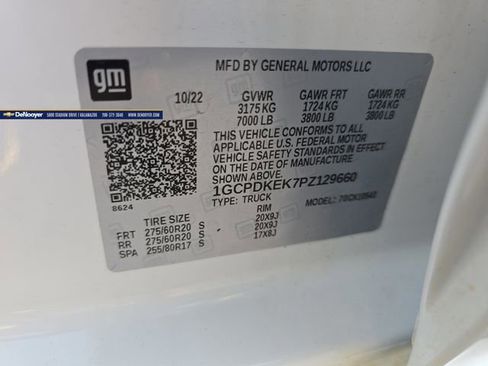 gm
MFD BY GENERAL MOTORS LLC
10/22 GVWR GAWR FRT GAWR RR
3175 KG 1724 KG 1724 KG
7000 LB 3800 LB 3800 LB
DeNooyer
THIS VEHICLE CONFORMS TO ALL
APPLICABLE U.S. FEDERAL MOTOR
VEHICLE SAFETY STANDARDS IN
EFFECT ON THE DATE OF
MANUFACTURE SHOWN ABOVE.
1GCPDKEK7PZ129660
TYPE: TRUCK MODEL:
8624
TIRE SIZE RIM
FRT 275/60R20 S 20X9J
RR 275/60R20 S 20X9J
SPA 255/80R17 S 17X8J